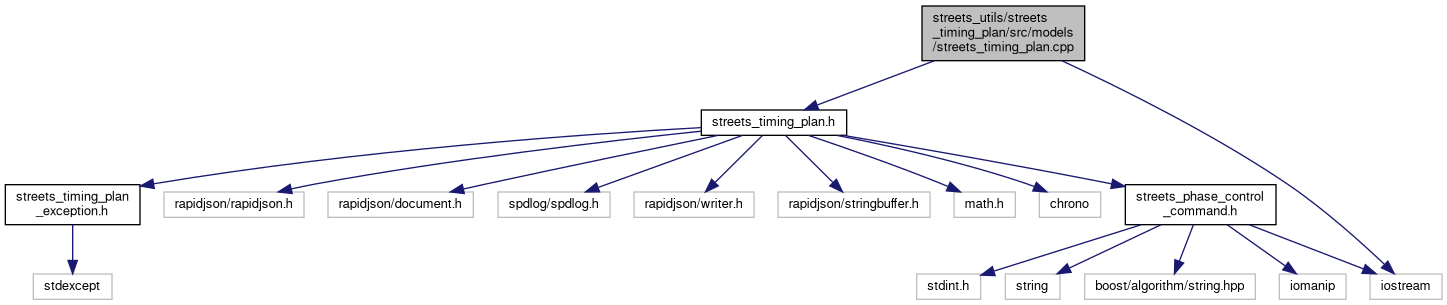 streets_utils/streets
_timing_plan/src/models
/streets_timing_plan.cpp
streets_timing_plan.h
streets_timing_plan
_exception.h
rapidjson/rapidjson.h
rapidjson/document.h
spdlog/spdlog.h
rapidjson/writer.h
rapidjson/stringbuffer.h
math.h
chrono
streets_phase_control
_command.h
stdexcept
stdint.h
string
boost/algorithm/string.hpp
iomanip
iostream